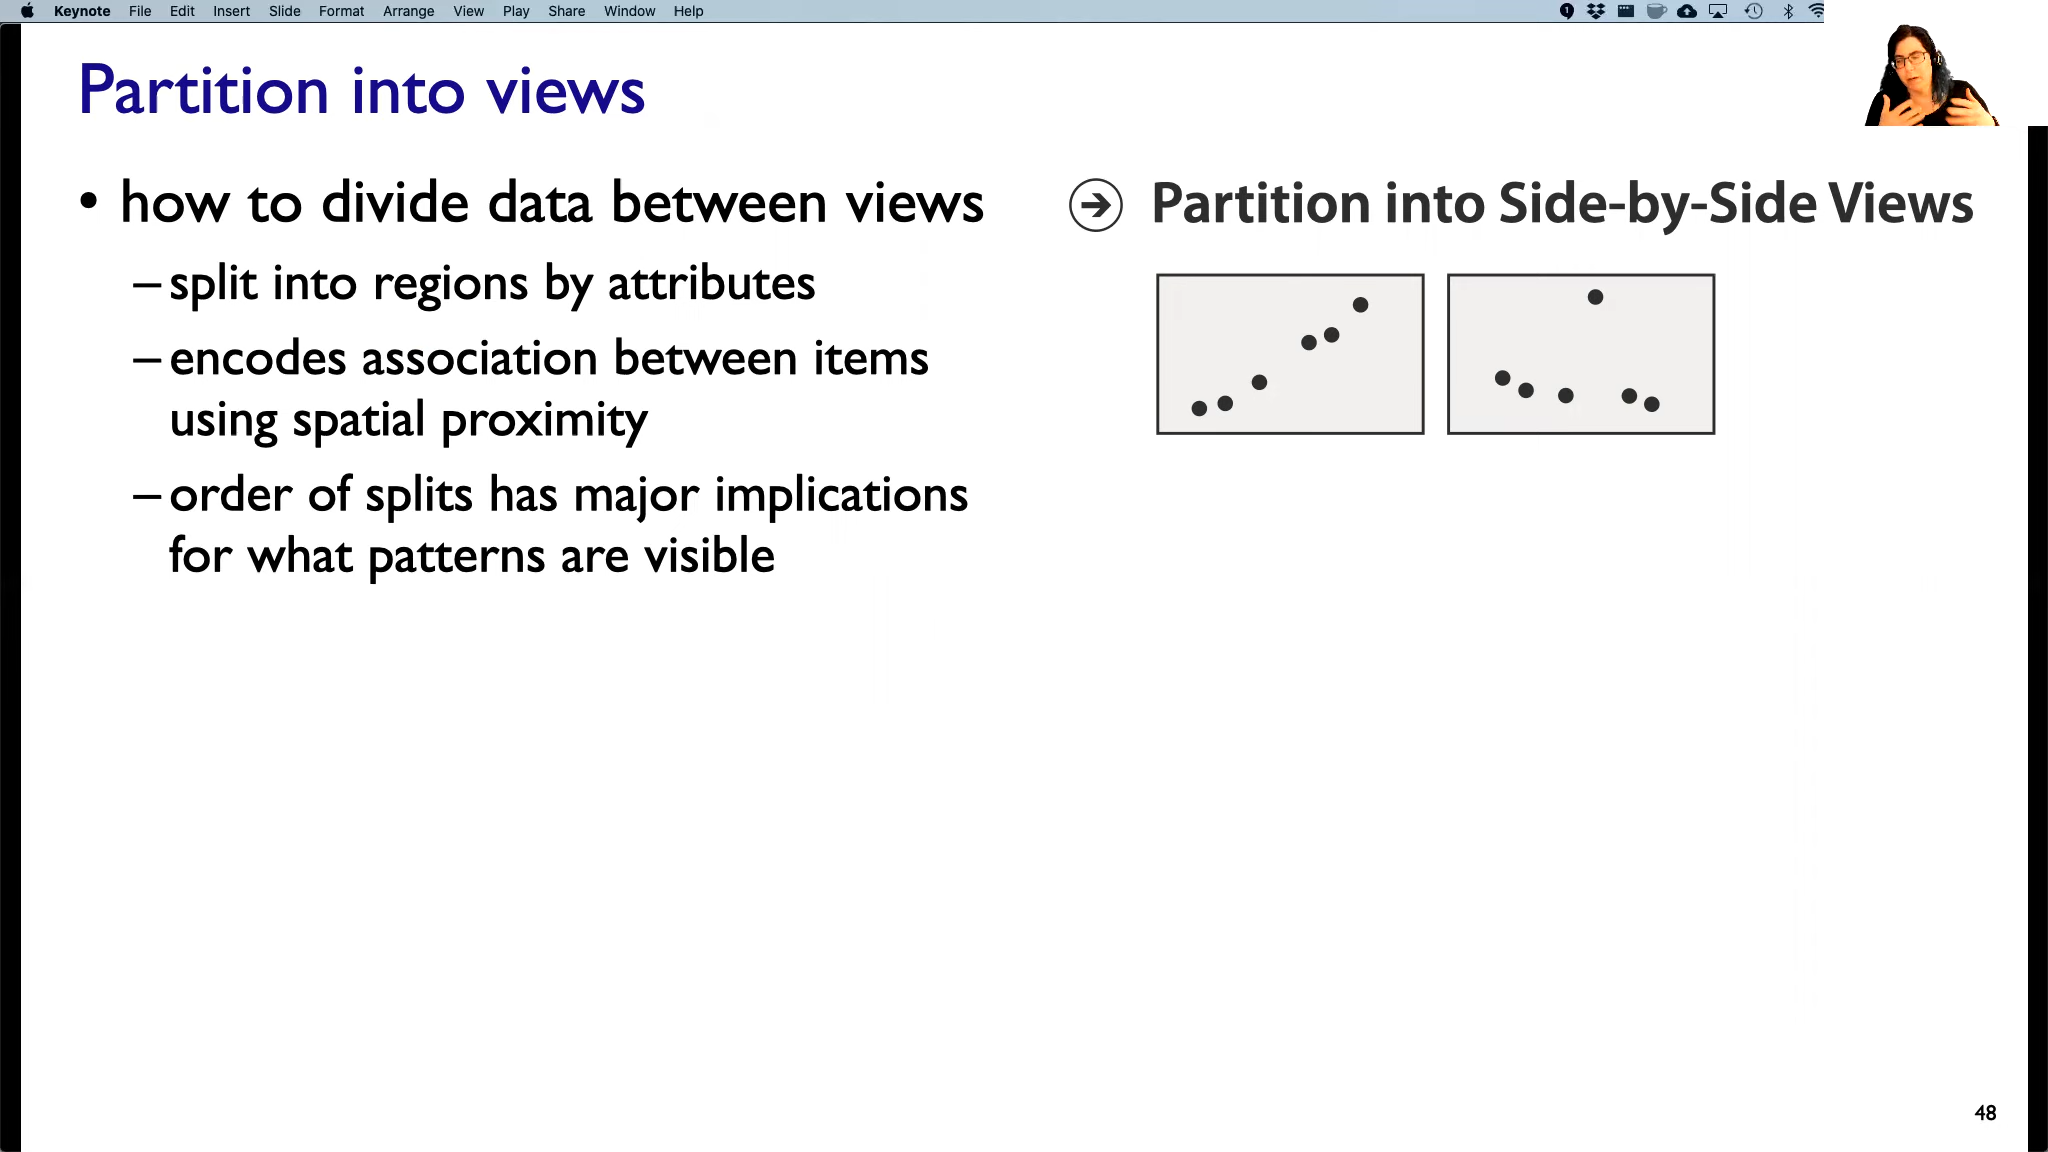 Keynote File Edit Insert Slide Format Arrange View Play Share Window Help
Partition into views
• how to divide data between views
– split into regions by attributes
– encodes association between items
using spatial proximity
– order of splits has major implications
for what patterns are visible
Partition into Side-by-Side Views
48